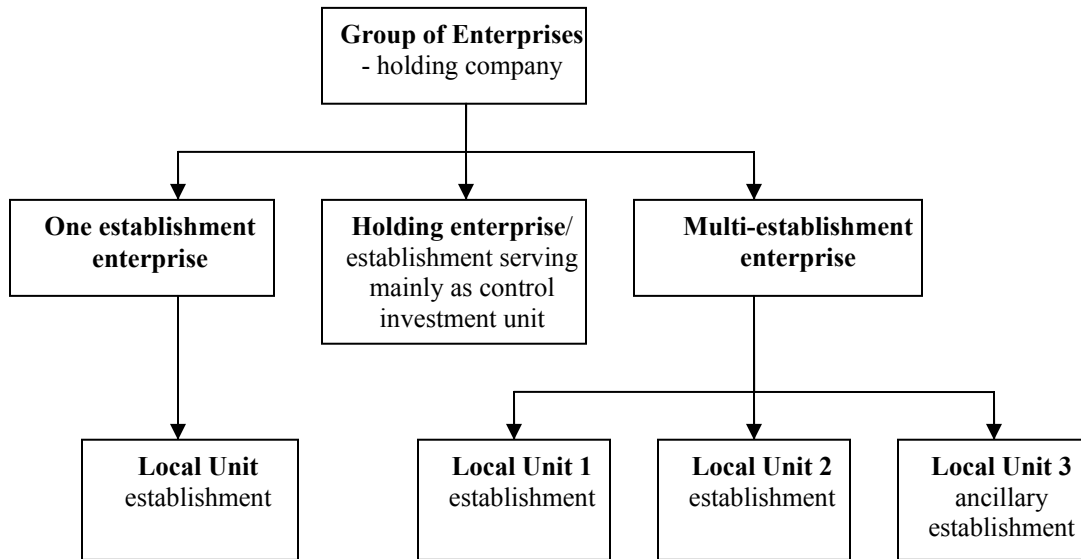 Group of Enterprises
- holding company
One establishment
enterprise
Holding enterprise/
establishment serving
mainly as control
investment unit
Multi-establishment
enterprise
Local Unit
establishment
Local Unit 1
establishment
Local Unit 2
establishment
Local Unit 3
ancillary
establishment